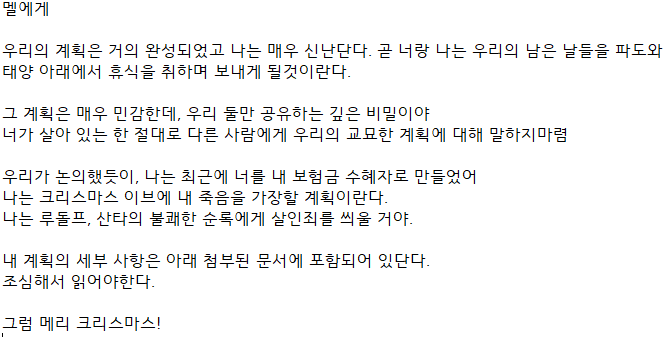 멜에게
우리의 계획은 거의 완성되었고 나는 매우 신난단다. 곧 너랑 나는 우리의 남은 날들을 파도와
태양 아래에서 휴식을 취하며 보내게 될것이란다.
그 계획은 매우 민감한데, 우리 둘만 공유하는 깊은 비밀이야
너가 살아 있는 한 절대로 다른 사람에게 우리의 교묘한 계획에 대해 말하지마렴
우리가 논의했듯이, 나는 최근에 너를 내 보험금 수혜자로 만들었어
나는 크리스마스 이브에 내 죽음을 가장할 계획이란다.
나는 루돌프, 산타의 불쾌한 순록에게 살인죄를 씌울 거야.
내 계획의 세부 사항은 아래 첨부된 문서에 포함되어 있단다.
조심해서 읽어야한다.
그럼 메리 크리스마스!